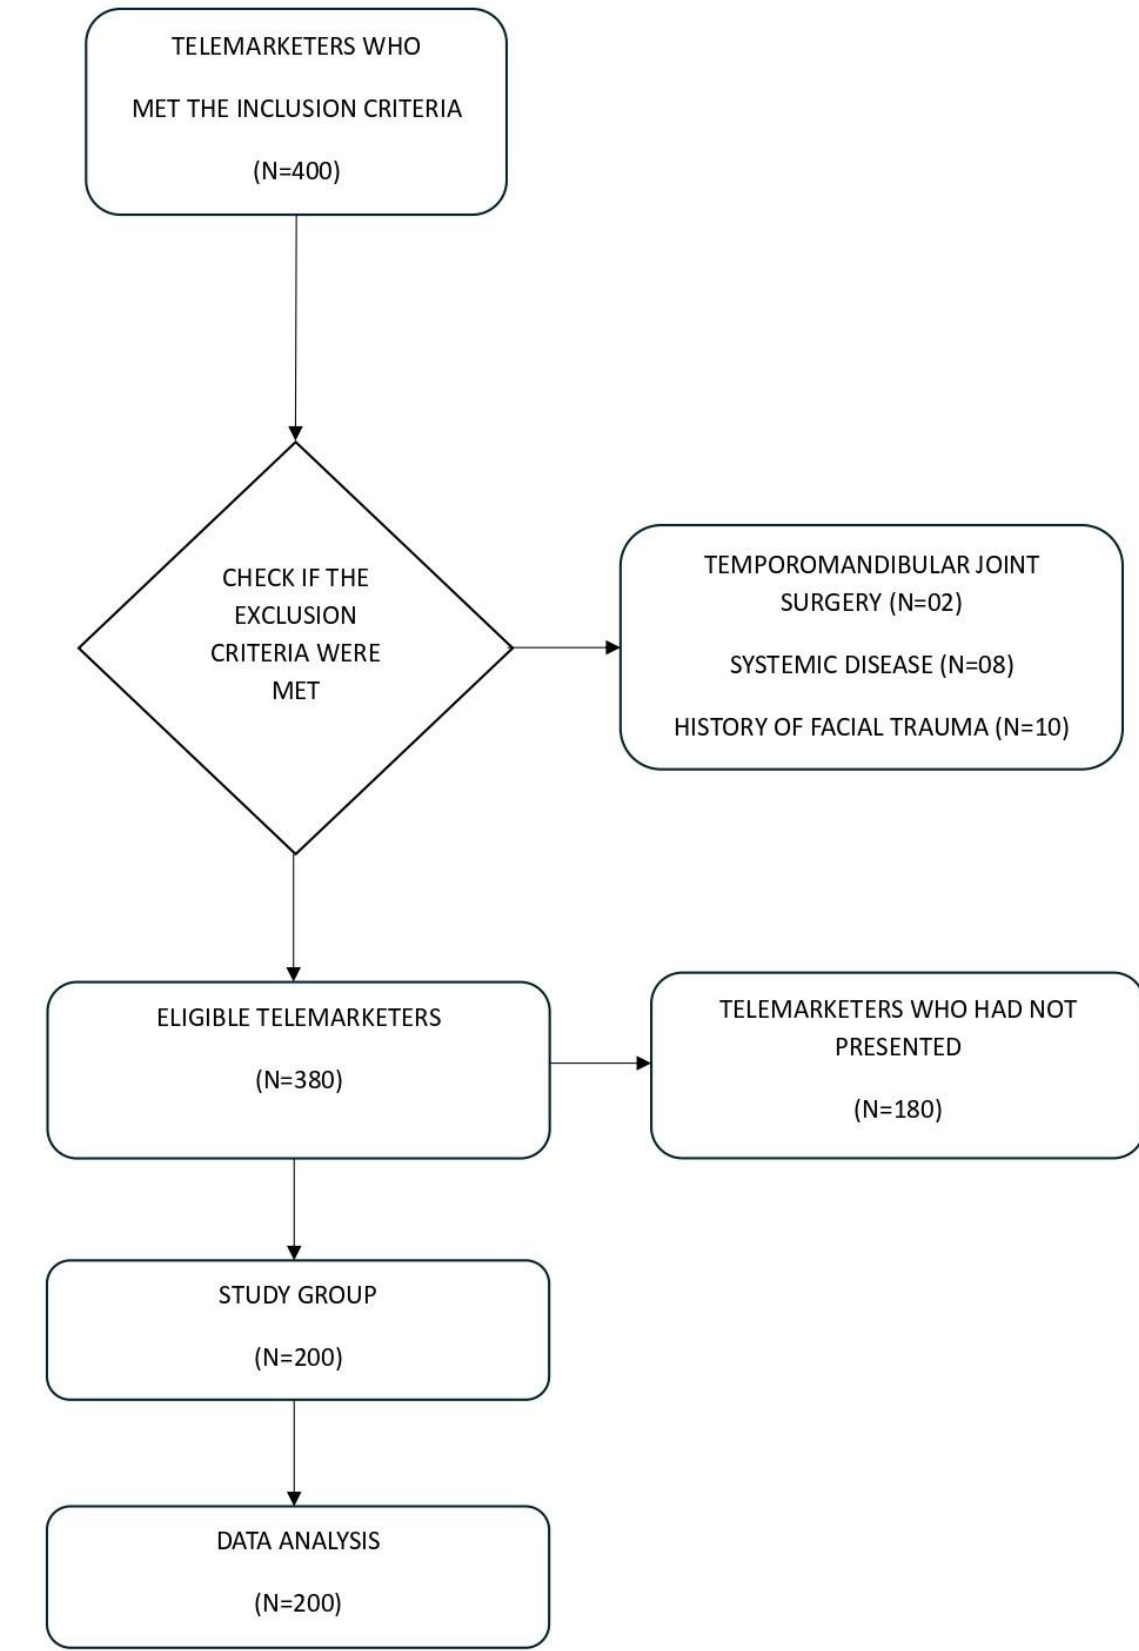 TELEMARKETERS WHO
MET THE INCLUSION CRITERIA
(N=400)
CHECK IF THE
EXCLUSION
CRITERIA WERE
MET
TEMPOROMANDIBULAR JOINT
SURGERY (N=02)
SYSTEMIC DISEASE (N=08)
HISTORY OF FACIAL TRAUMA (N=10)
ELIGIBLE TELEMARKETERS
(N=380)
TELEMARKETERS WHO HAD NOT
PRESENTED
(N=180)
STUDY GROUP
(N=200)
DATA ANALYSIS
(N=200)